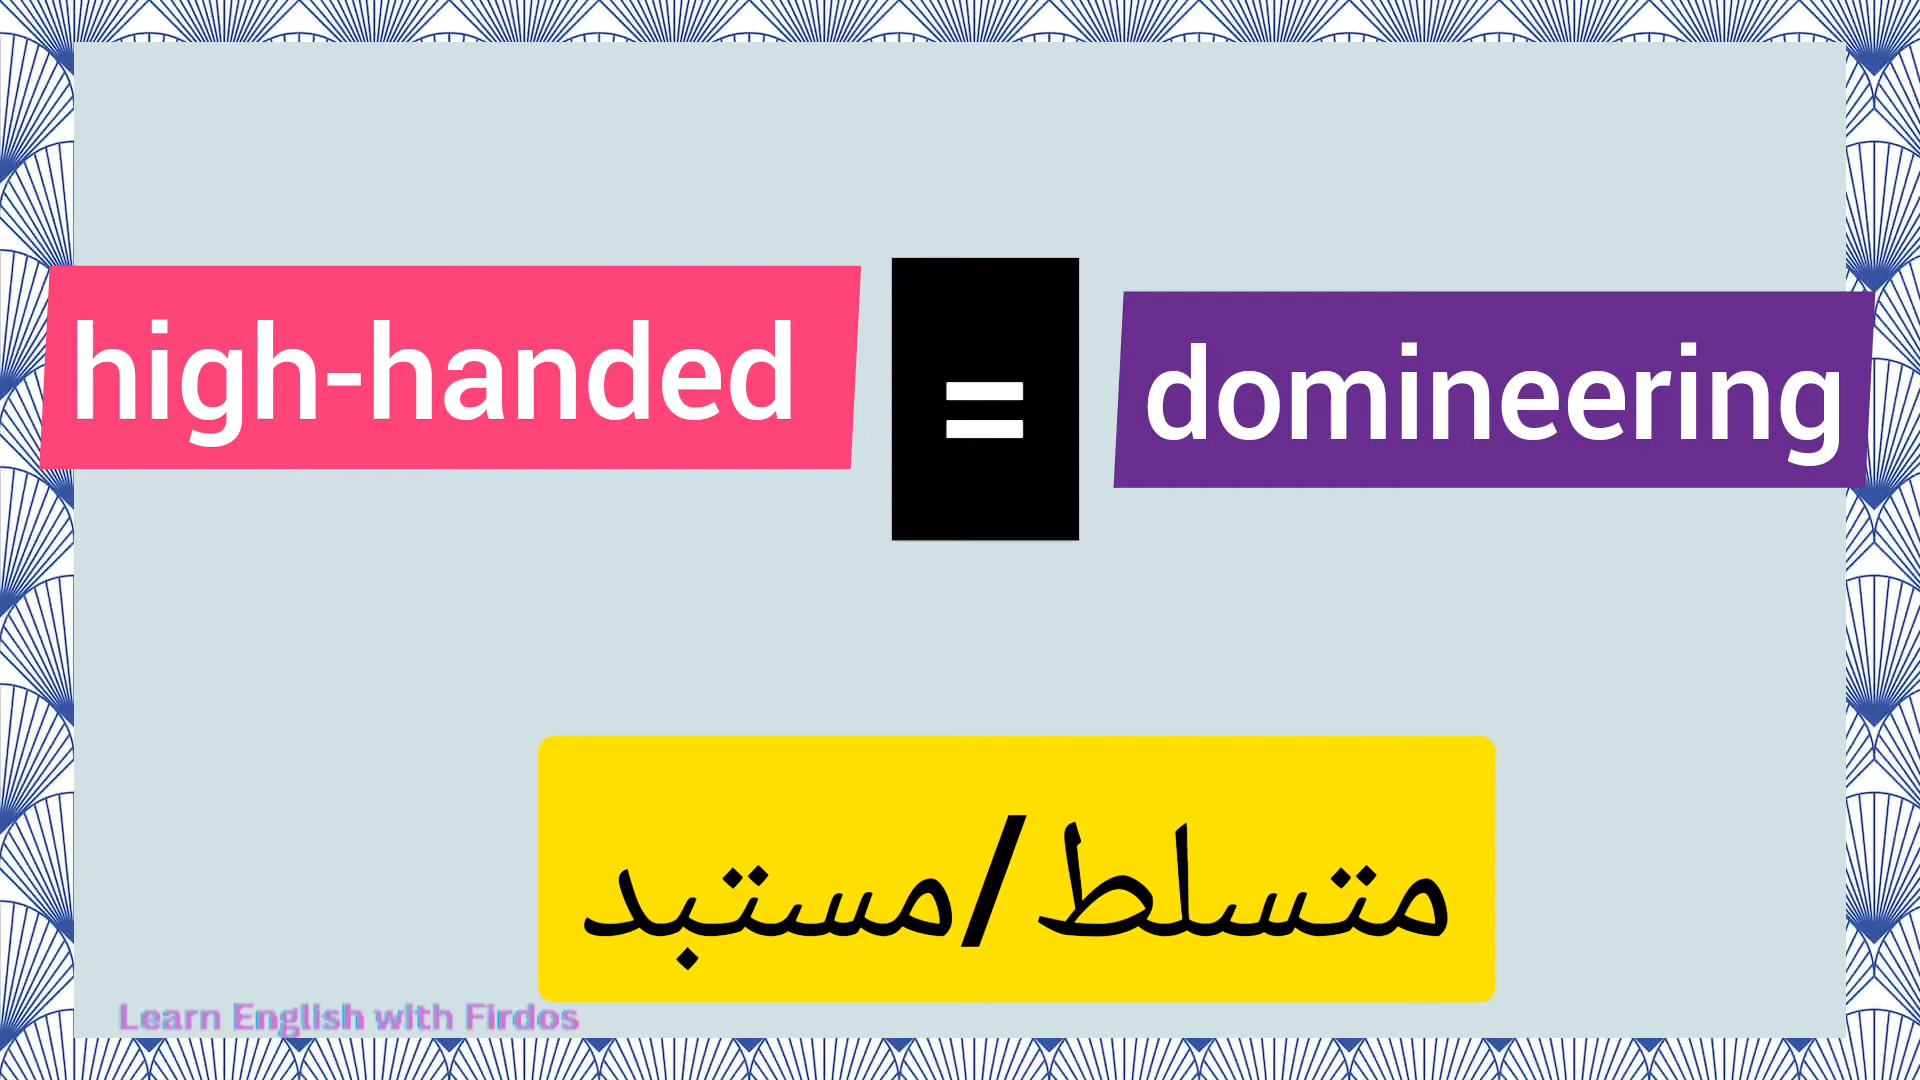 high-handed = domineering
متسلط/مستبد
Learn English with Firdos